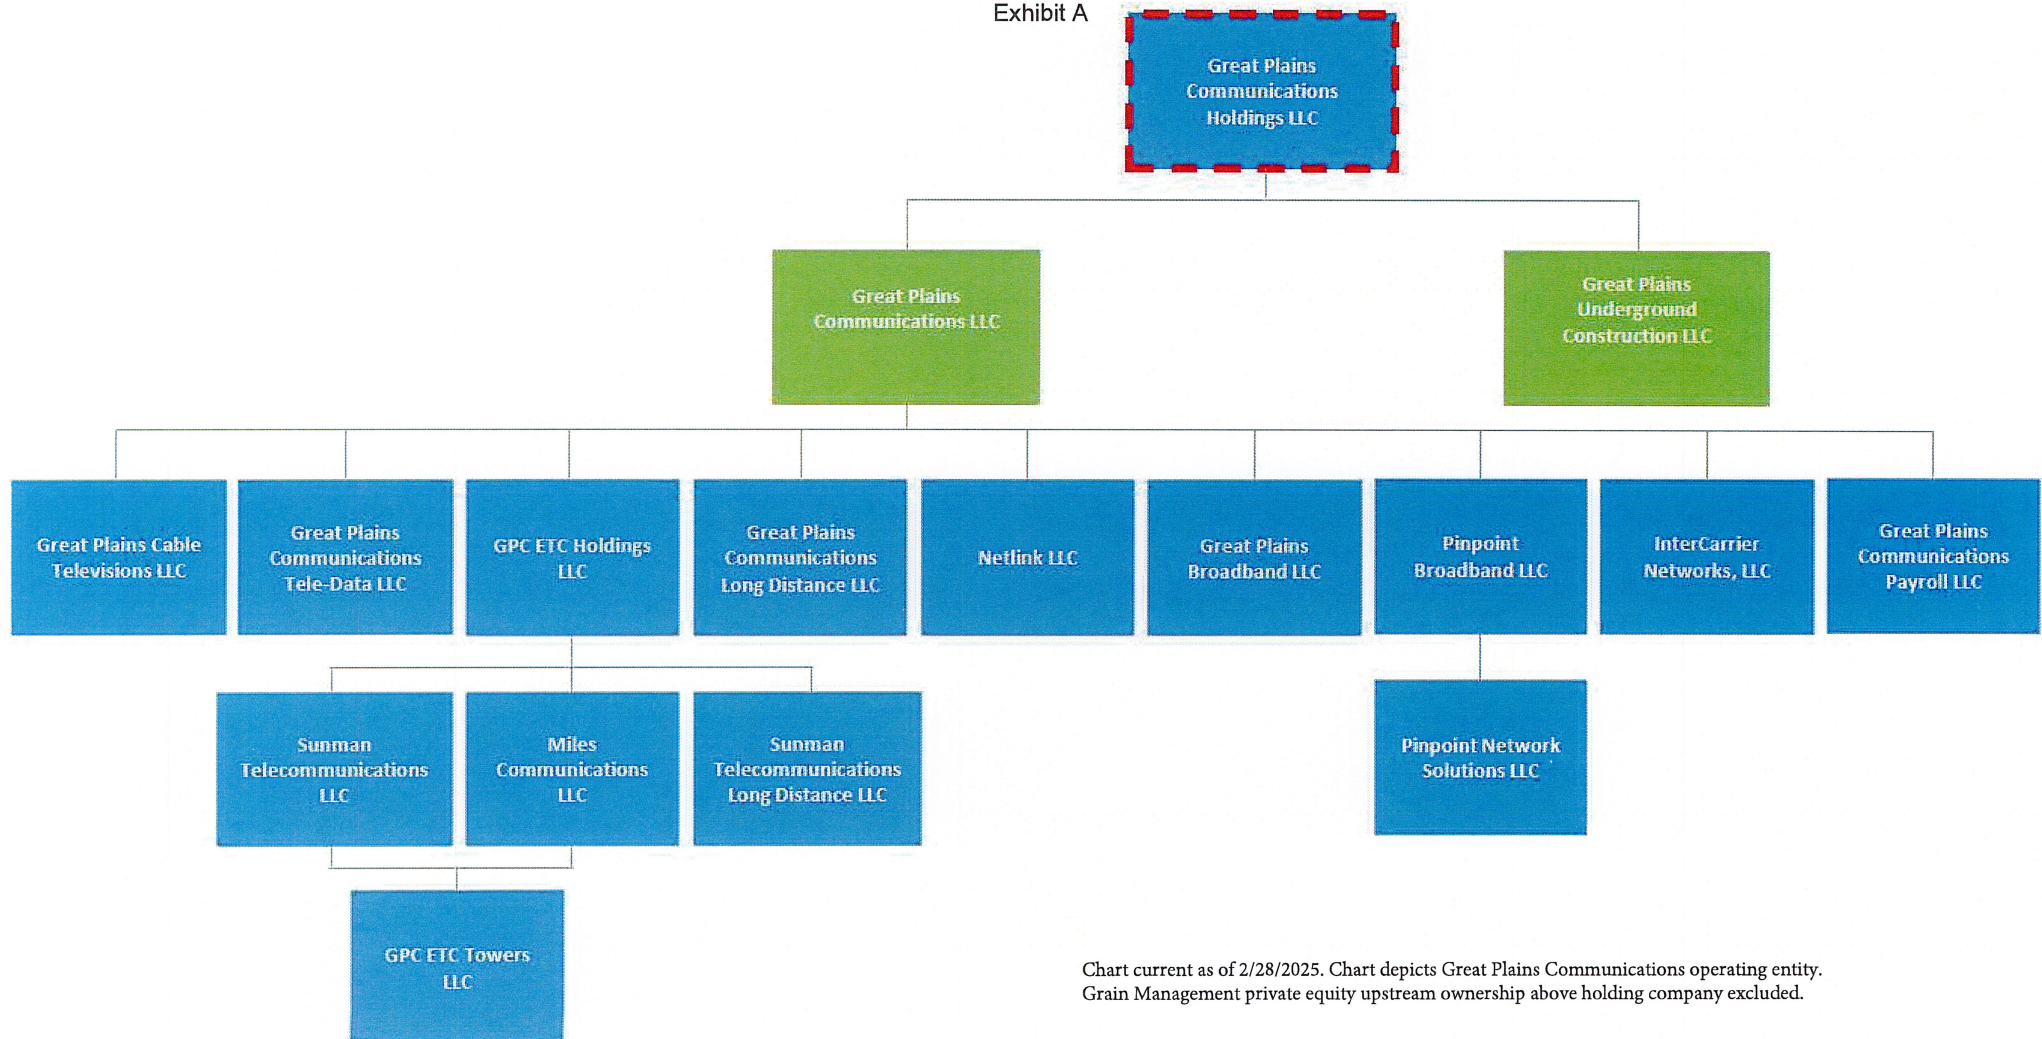 Exhibit A
Great Plains
Communications
Holdings LLC
Great Plains
Communications LLC
Great Plains
Underground
Construction LLC
Great Plains Cable
Televisions LLC
Great Plains
Communications
Tele-Data LLC
GPC ETC Holdings
LLC
Great Plains
Communications
Long Distance LLC
Netlink LLC
Great Plains
Broadband LLC
Pinpoint
Broadband LLC
InterCarrier
Networks, LLC
Great Plains
Communications
Payroll LLC
Sunman
Telecommunications
LLC
Miles
Communications
LLC
Sunman
Telecommunications
Long Distance LLC
Pinpoint Network
Solutions LLC
GPC ETC Towers
LLC
Chart current as of 2/28/2025. Chart depicts Great Plains Communications operating entity.
Grain Management private equity upstream ownership above holding company excluded.